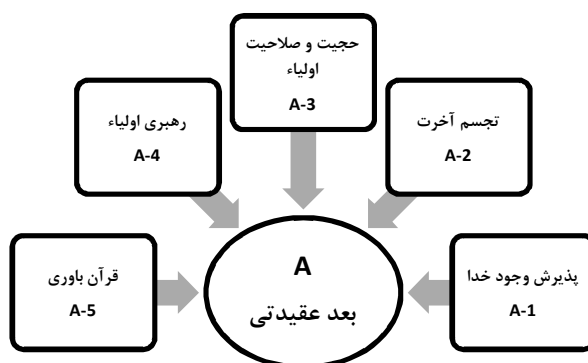 حجیت و صلاحیت
اولیاء
A-3
تجسم آخرت
A-2
رهبری اولیاء
A-4
پذیرش وجود خدا
A-1
A
بعد عقیدتی
قرآن باوری
A-5